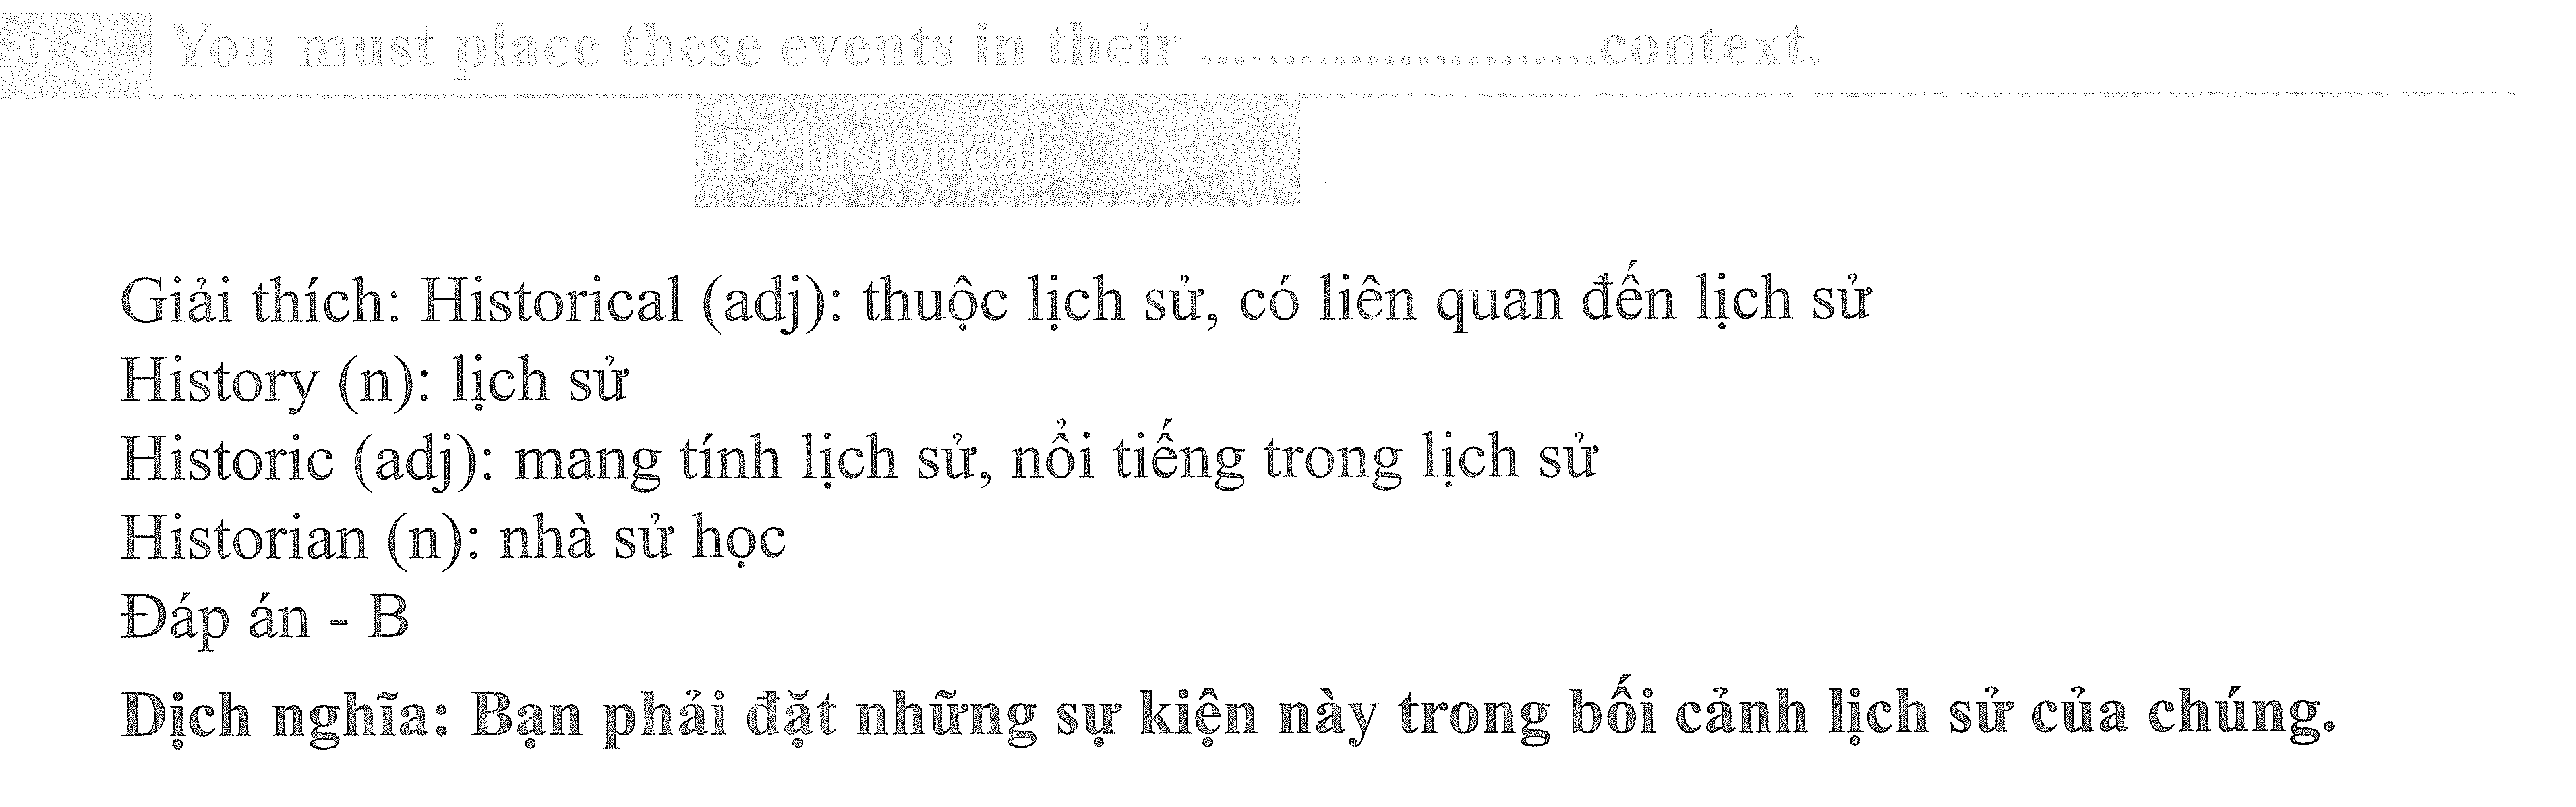 93 You must place these events in their ........................context.
B. historical
Giải thích: Historical (adj): thuộc lịch sử, có liên quan đến lịch sử
History (n): lịch sử
Historic (adj): mang tính lịch sử, nổi tiếng trong lịch sử
Historian (n): nhà sử học
Đáp án - B
Dịch nghĩa: Bạn phải đặt những sự kiện này trong bối cảnh lịch sử của chúng.